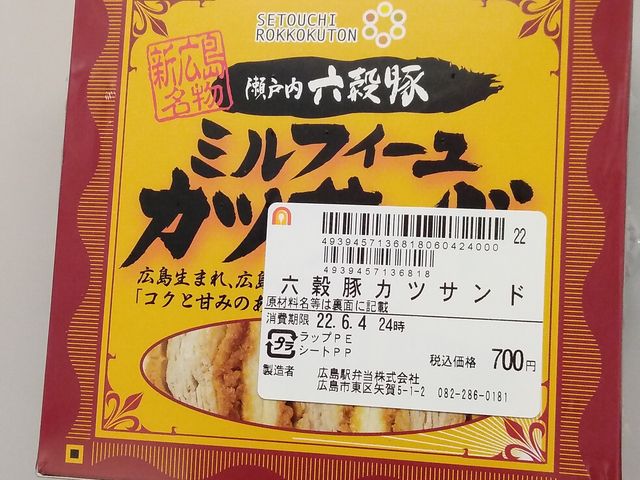 SETOUCHI
ROKKOKUTON
新広島
名物
瀬戸内 六穀豚
ミルフィーユ
カツサンド
広島生まれ、広島
「コクと甘みのあ
4939457136818060424000
22
4939457136818
六穀豚カツサンド
原材料名等は裏面に記載
消費期限 22.6.4 24時
プラ
ラップPE
シートPP
税込価格 700円
製造者 広島駅弁当株式会社
広島市東区矢賀5-1-2 082-286-0181